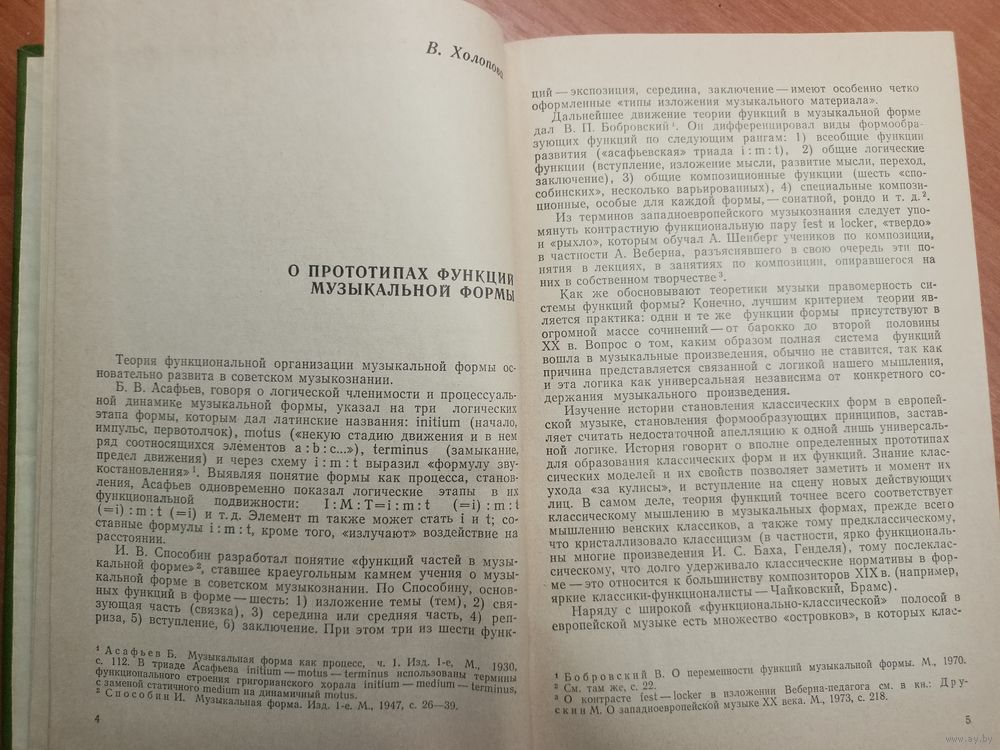 В. Холопова
О ПРОТОТИПАХ ФУНКЦИЙ
МУЗЫКАЛЬНОЙ ФОРМЫ
Теория функциональной организации музыкальной формы ос-
новательно развита в советском музыкознании.
Б. В. Асафьев, говоря о логической членимости и процессуаль-
ной динамике музыкальной формы, указал на три логических
этапа формы, которым дал латинские названия: initium (начало,
импульс, первотолчок), motus («некую стадию движения и в нем
ряд соотносящихся элементов a : b : c...»), terminus (замыкание,
предел движения) и через схему i : m : t выразил «формулу зву-
костановления»¹. Выявляя понятие формы как процесса, станов-
ления, Асафьев одновременно показал логические этапы в их
функциональной подвижности: I : M : T = i : m : t (=i) : m : t
(=i) : m : t (=i) и т. д. Элемент m также может стать i и t; со-
ставные формулы i : m : t, кроме того, «излучают» воздействие на
расстоянии.
И. В. Способин разработал понятие «функций частей в музы-
кальной форме»², ставшее краеугольным камнем учения о музы-
кальной форме в советском музыкознании. По Способину, основ-
ных функций в форме — шесть: 1) изложение темы (тем), 2) свя-
зующая часть (связка), 3) середина или средняя часть, 4) реп-
риза, 5) вступление, 6) заключение. При этом три из шести функ-
¹ Асафьев Б. Музыкальная форма как процесс, ч. 1. Изд. 1-е, М., 1930,
с. 112. В триаде Асафьева initium — motus — terminus использованы термины
функционального строения григорианского хорала initium — medium — terminus,
с заменой статичного medium на динамичный motus.
² Способин И. Музыкальная форма. Изд. 1-е. М., 1947, с. 26—39.
4
ций — экспозиция, середина, заключение — имеют особенно четко
оформленные «типы изложения музыкального материала».
Дальнейшее движение теории функций в музыкальной форме
дал В. П. Бобровский¹. Он дифференцировал виды формообра-
зующих функций по следующим рангам: 1) всеобщие функции
развития («асафьевская» триада i : m : t), 2) общие логические
функции (вступление, изложение мысли, развитие мысли, переход,
заключение), 3) общие композиционные функции (шесть «спо-
собинских», несколько варьированных), 4) специальные компози-
ционные, особые для каждой формы, — сонатной, рондо и т. д.².
Из терминов западноевропейского музыкознания следует упо-
мянуть контрастную функциональную пару fest и locker, «твердо»
и «рыхло», которым обучал А. Шенберг учеников по композиции,
в частности А. Веберна, разъяснявшего в свою очередь эти по-
нятия в лекциях, в занятиях по композиции, опиравшегося на
них в собственном творчестве³.
Как же обосновывают теоретики музыки правомерность си-
стемы функций формы? Конечно, лучшим критерием теории яв-
ляется практика: одни и те же функции формы присутствуют в
огромной массе сочинений — от барокко до второй половины
XX в. Вопрос о том, каким образом полная система функций
вошла в музыкальные произведения, обычно не ставится, так как
причина представляется связанной с логикой нашего мышления,
и эта логика как универсальная независима от конкретного со-
держания музыкального произведения.
Изучение истории становления классических форм в европей-
ской музыке, становления формообразующих принципов, застав-
ляет считать недостаточной апелляцию к одной лишь универсаль-
ной логике. История говорит о вполне определенных прототипах
для образования классических форм и их функций. Знание клас-
сических моделей и их свойств позволяет заметить и момент их
ухода «за кулисы», и вступление на сцену новых действующих
лиц. В самом деле, теория функций точнее всего соответствует
классическому мышлению в музыкальных формах, прежде всего
мышлению венских классиков, а также тому предклассическому,
что кристаллизовало классицизм (в частности, ярко функциональ-
ны многие произведения И. С. Баха, Генделя), тому послеклас-
сическому, что долго удерживало классические нормативы в фор-
ме — это относится к большинству композиторов XIX в. (например,
яркие классики-функционалисты — Чайковский, Брамс).
Наряду с широкой «функционально-классической» полосой в
европейской музыке есть множество «островков», в которых клас-
¹ Бобровский В. О переменности функций музыкальной формы. М., 1970.
² См. там же, с. 22.
³ О контрасте fest — locker в изложении Веберна-педагога см. в кн.: Дру-
скин М. О западноевропейской музыке XX века. М., 1973, с. 218.
5
www.ay.by